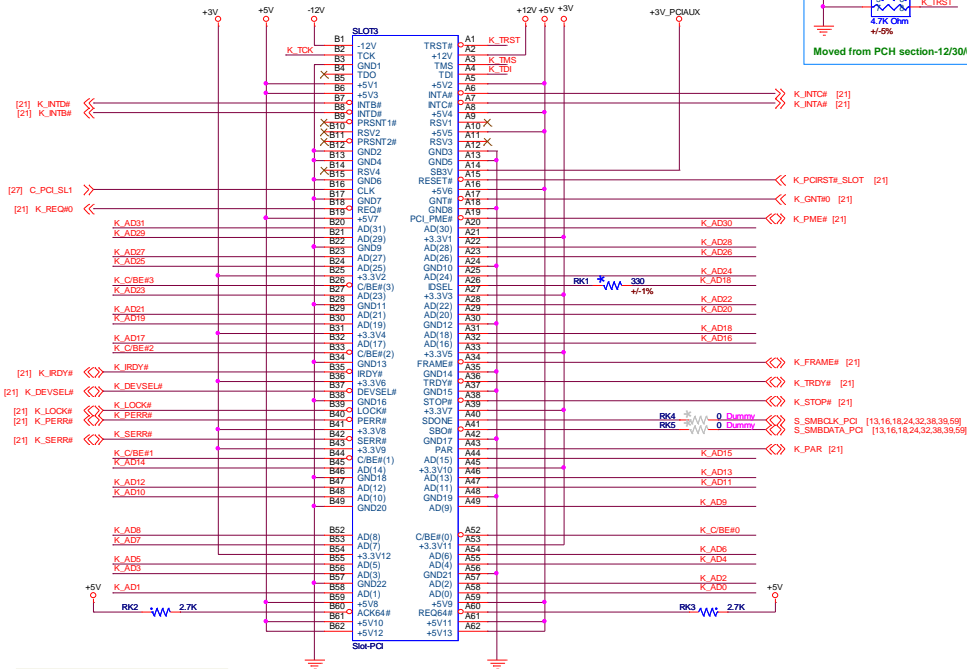 +3V +5V -12V +12V +5V +3V +3V_PCIAUX
K_TRST
4.7K Ohm
+/-5%
Moved from PCH section-12/30/
SLOT3
B1 -12V TRST# A1 K_TRST
K_TCK B2 TCK +12V A2
B3 GND1 TMS A3 K_TMS
B4 TDO TDI A4 K_TDI
B5 +5V1 +5V2 A5
B6 +5V3 INTA# A6 K_INTC# [21]
[21] K_INTD# B7 INTB# INTC# A7 K_INTA# [21]
[21] K_INTB# B8 INTD# +5V4 A8
B9 PRSNT1# RSV1 A9
B10 RSV2 +5V5 A10
B11 PRSNT2# RSV3 A11
B12 GND2 GND3 A12
B13 GND4 GND5 A13
B14 RSV4 SB3V A14
B15 GND6 RESET# A15 K_PCIRST#_SLOT [21]
[27] C_PCI_SL1 B16 CLK +5V6 A16
B17 GND7 GNT# A17 K_GNT#0 [21]
[21] K_REQ#0 B18 REQ# GND8 A18
B19 +5V7 PCI_PME# A19 K_PME# [21]
K_AD31 B20 AD(31) AD(30) A20 K_AD30
K_AD29 B21 AD(29) +3.3V1 A21
B22 GND9 AD(28) A22 K_AD28
K_AD27 B23 AD(27) AD(26) A23 K_AD26
K_AD25 B24 AD(25) GND10 A24
B25 +3.3V2 AD(24) A25 K_AD24
K_C/BE#3 B26 C/BE#(3) IDSEL A26 RK1 * 330 K_AD18
+/-1%
K_AD23 B27 AD(23) +3.3V3 A27
B28 GND11 AD(22) A28 K_AD22
K_AD21 B29 AD(21) AD(20) A29 K_AD20
K_AD19 B30 AD(19) GND12 A30
B31 +3.3V4 AD(18) A31 K_AD18
K_AD17 B32 AD(17) AD(16) A32 K_AD16
K_C/BE#2 B33 C/BE#(2) +3.3V5 A33
B34 GND13 FRAME# A34 K_FRAME# [21]
[21] K_IRDY# K_IRDY# B35 IRDY# GND14 A35
B36 +3.3V6 TRDY# A36 K_TRDY# [21]
[21] K_DEVSEL# K_DEVSEL# B37 DEVSEL# GND15 A37
B38 GND16 STOP# A38 K_STOP# [21]
[21] K_LOCK# K_LOCK# B39 LOCK# +3.3V7 A39
[21] K_PERR# K_PERR# B40 PERR# SDONE A40 RK4 * 0 Dummy S_SMBCLK_PCI [13,16,18,24,32,38,39,59]
B41 +3.3V8 SBO# A41 RK5 0 Dummy S_SMBDATA_PCI [13,16,18,24,32,38,39,59]
[21] K_SERR# K_SERR# B42 SERR# GND17 A42
B43 +3.3V9 PAR A43 K_PAR [21]
K_C/BE#1 B44 C/BE#(1) AD(15) A44 K_AD15
K_AD14 B45 AD(14) +3.3V10 A45
B46 GND18 AD(13) A46 K_AD13
K_AD12 B47 AD(12) AD(11) A47 K_AD11
K_AD10 B48 AD(10) GND19 A48
B49 GND20 AD(9) A49 K_AD9
K_AD8 B52 AD(8) C/BE#(0) A52 K_C/BE#0
K_AD7 B53 AD(7) +3.3V11 A53
B54 +3.3V12 AD(6) A54 K_AD6
K_AD5 B55 AD(5) AD(4) A55 K_AD4
K_AD3 B56 AD(3) GND21 A56
B57 GND22 AD(2) A57 K_AD2
K_AD1 B58 AD(1) AD(0) A58 K_AD0
+5V B59 +5V8 +5V9 A59 +5V
RK2 2.7K B60 ACK64# REQ64# A60 RK3 2.7K
B61 +5V10 +5V11 A61
B62 +5V12 +5V13 A62
Slot-PCI